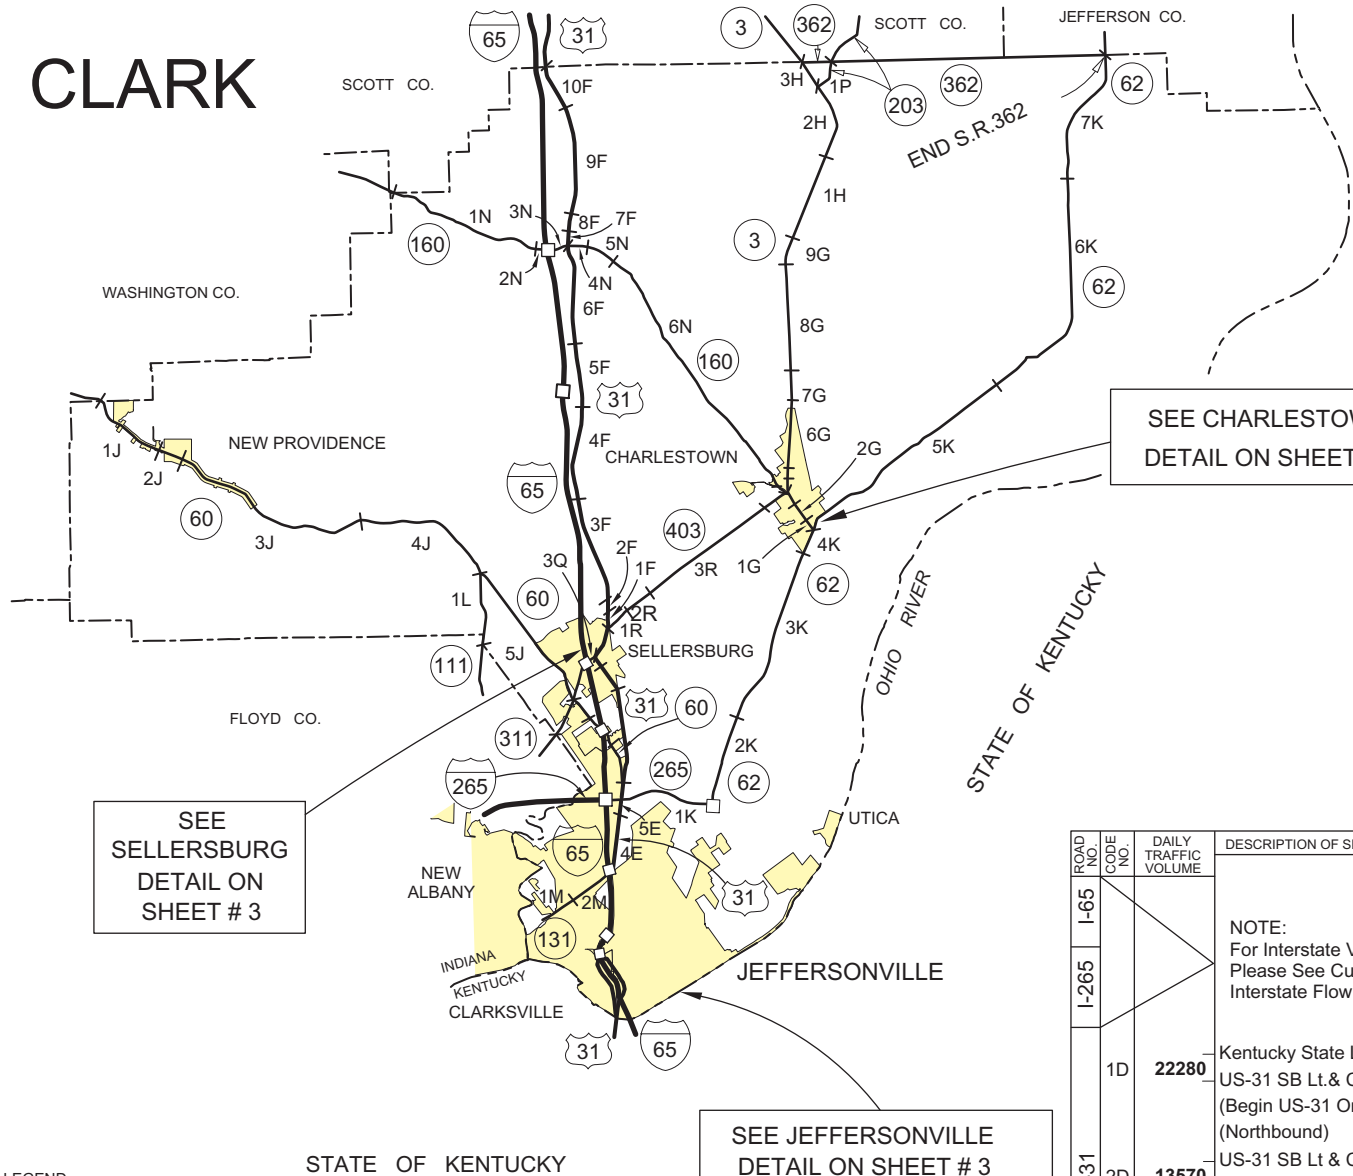 CLARK
65
31
3
362
SCOTT CO.
JEFFERSON CO.
SCOTT CO.
10F
3H
1P
203
362
62
2H
END S.R.362
7K
9F
1H
1N
3N
8F
7F
160
5N
3
9G
6K
2N
4N
62
WASHINGTON CO.
6F
6N
8G
160
5F
31
7G
SEE CHARLESTOW
DETAIL ON SHEET
1J
NEW PROVIDENCE
4F
CHARLESTOWN
6G
2G
5K
2J
65
60
3F
403
3J
4J
3Q
2F
1F
3R
1G
4K
62
1L
60
2R
1R
3K
OHIO RIVER
STATE OF KENTUCKY
111
5J
SELLERSBURG
FLOYD CO.
31
60
311
2K
265
265
62
SEE
SELLERSBURG
DETAIL ON
SHEET # 3
1K
UTICA
5E
65
4E
NEW
ALBANY
1M
2M
31
131
INDIANA
KENTUCKY
JEFFERSONVILLE
CLARKSVILLE
31
65
SEE JEFFERSONVILLE
DETAIL ON SHEET # 3
STATE OF KENTUCKY
LEGEND
ROAD NO.
CODE NO.
DAILY TRAFFIC VOLUME
DESCRIPTION OF SE
I-65
I-265
NOTE:
For Interstate V
Please See Cu
Interstate Flow
1D
22280
Kentucky State L
US-31 SB Lt.& O
(Begin US-31 On
(Northbound)
31
2D
13570
US-31 SB Lt & O